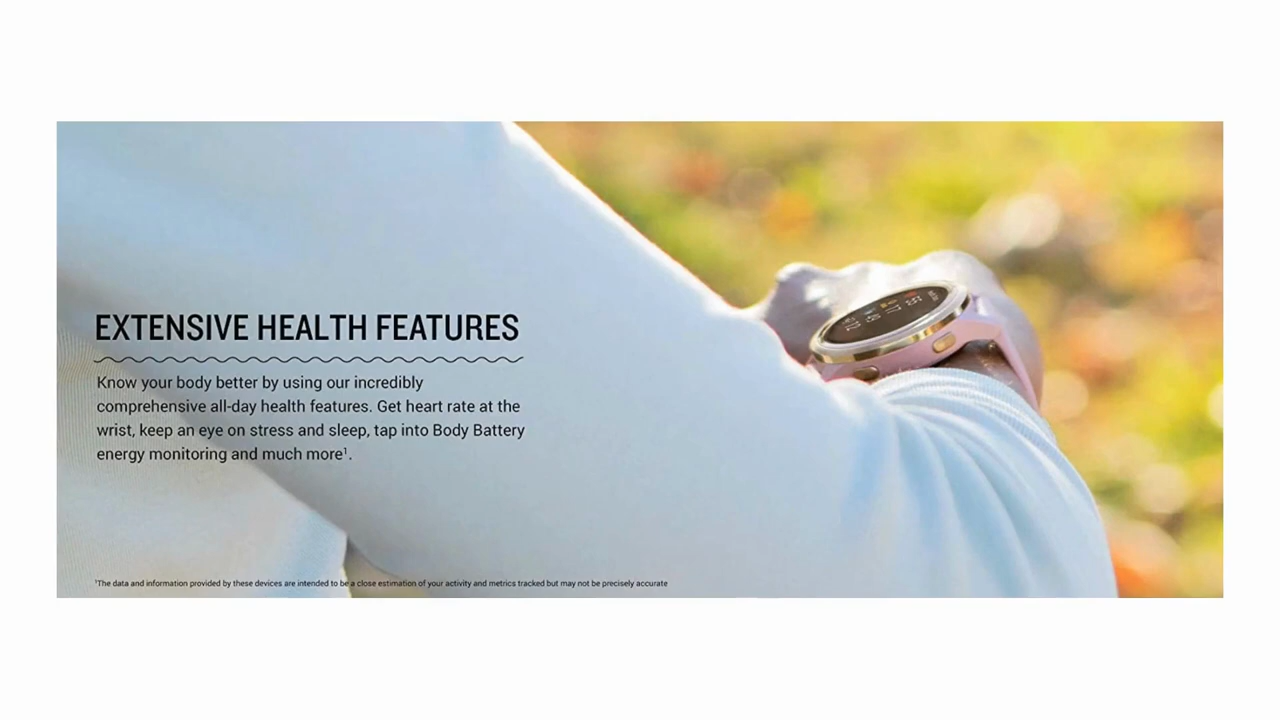 EXTENSIVE HEALTH FEATURES
Know your body better by using our incredibly
comprehensive all-day health features. Get heart rate at the
wrist, keep an eye on stress and sleep, tap into Body Battery
energy monitoring and much more¹.
¹The data and information provided by these devices are intended to be a close estimation of your activity and metrics tracked but may not be precisely accurate